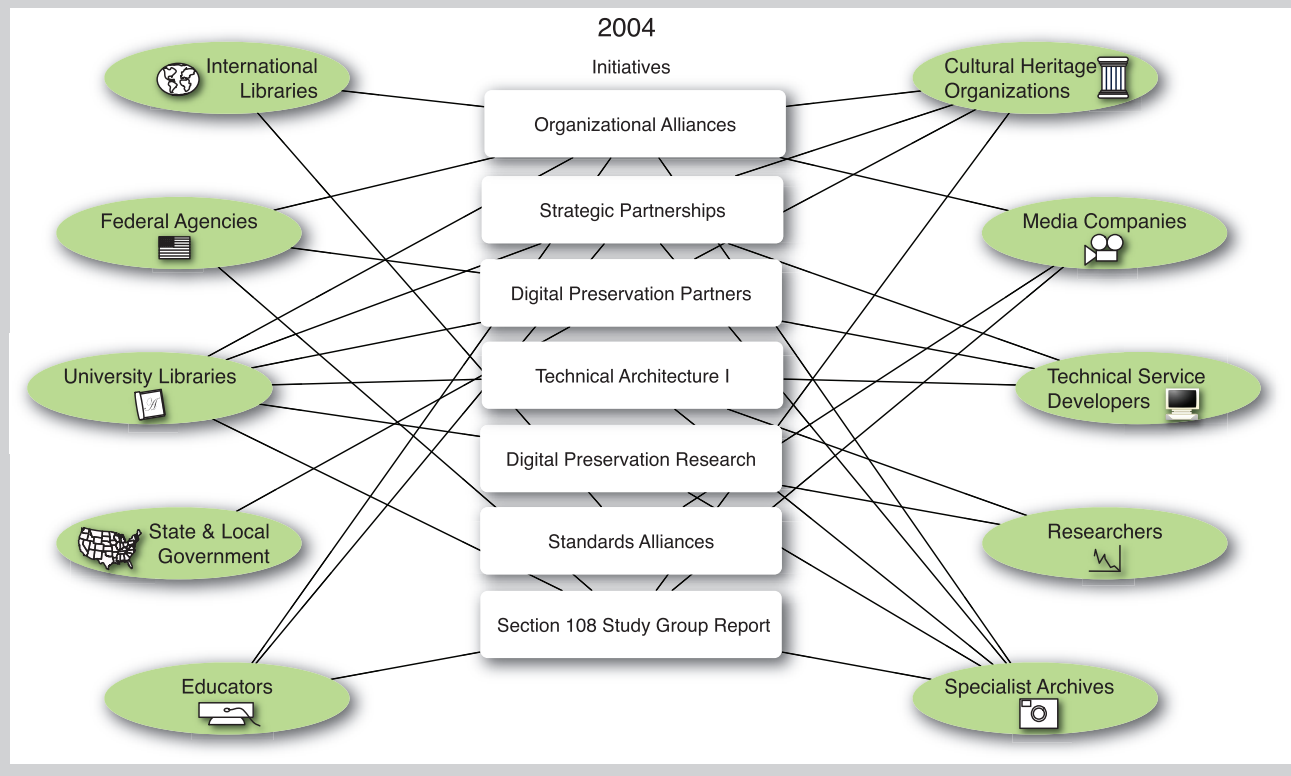 2004
Initiatives
International
Libraries
Federal Agencies
University Libraries
A
State & Local
Government
Educators
Organizational Alliances
Strategic Partnerships
Digital Preservation Partners
Technical Architecture I
Digital Preservation Research
Standards Alliances
Section 108 Study Group Report
Cultural Heritage
Organizations
Media Companies
Technical Service
Developers
Researchers
Specialist Archives